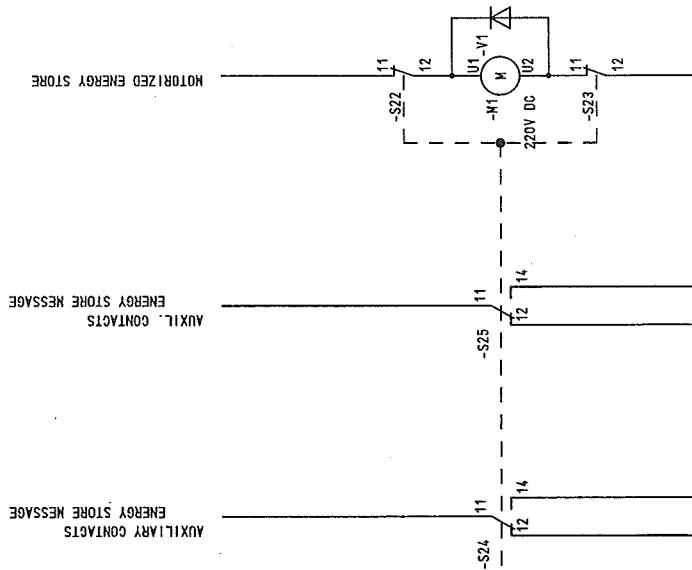 MOTORIZED ENERGY STORE
11
12
-S22
U1
-V1
M
-M1
U2
220V DC
11
12
-S23
AUXIL. CONTACTS
ENERGY STORE MESSAGE
11
14
12
-S25
AUXILIARY CONTACTS
ENERGY STORE MESSAGE
11
14
12
-S24